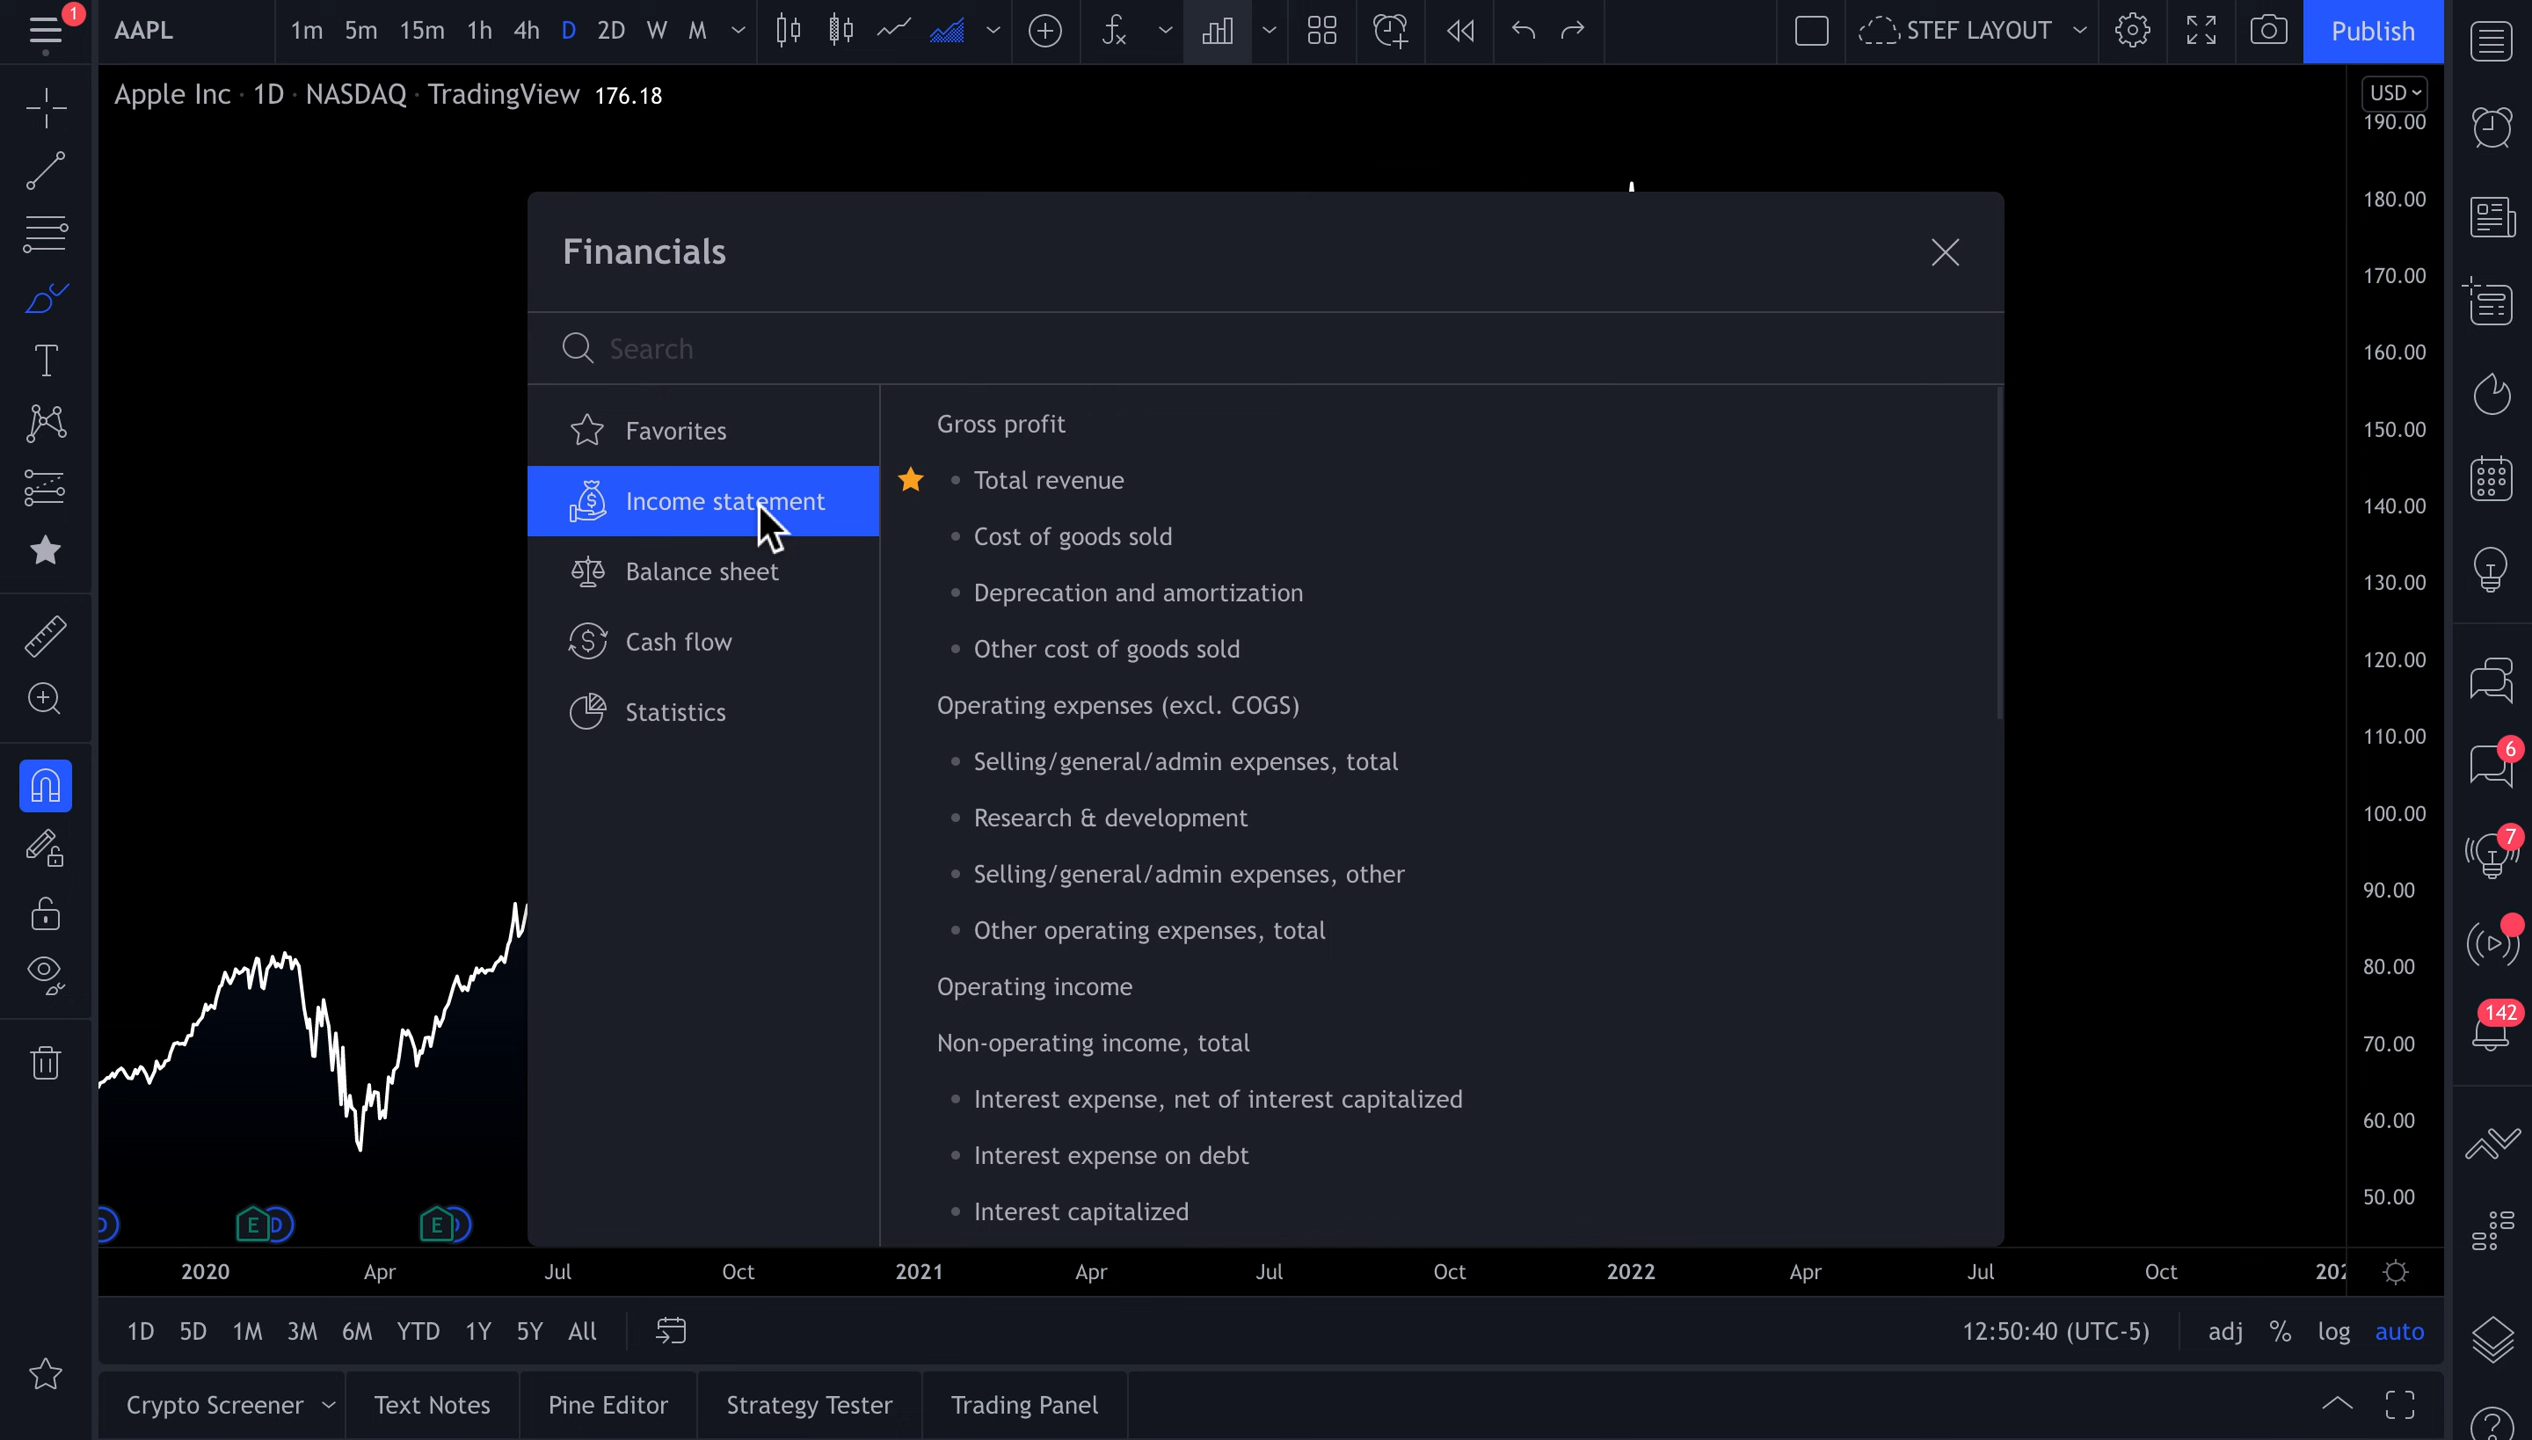 1
AAPL 1m 5m 15m 1h 4h D 2D W M STEF LAYOUT Publish
Apple Inc · 1D · NASDAQ · TradingView 176.18
USD
190.00
180.00
170.00
160.00
150.00
140.00
130.00
120.00
110.00
100.00
90.00
80.00
70.00
60.00
50.00
Financials
Search
Favorites
Income statement
Balance sheet
Cash flow
Statistics
Gross profit
• Total revenue
• Cost of goods sold
• Deprecation and amortization
• Other cost of goods sold
Operating expenses (excl. COGS)
• Selling/general/admin expenses, total
• Research & development
• Selling/general/admin expenses, other
• Other operating expenses, total
Operating income
Non-operating income, total
• Interest expense, net of interest capitalized
• Interest expense on debt
• Interest capitalized
6
7
142
D E D E D
2020 Apr Jul Oct 2021 Apr Jul Oct 2022 Apr Jul Oct 202
1D 5D 1M 3M 6M YTD 1Y 5Y All 12:50:40 (UTC-5) adj % log auto
Crypto Screener Text Notes Pine Editor Strategy Tester Trading Panel